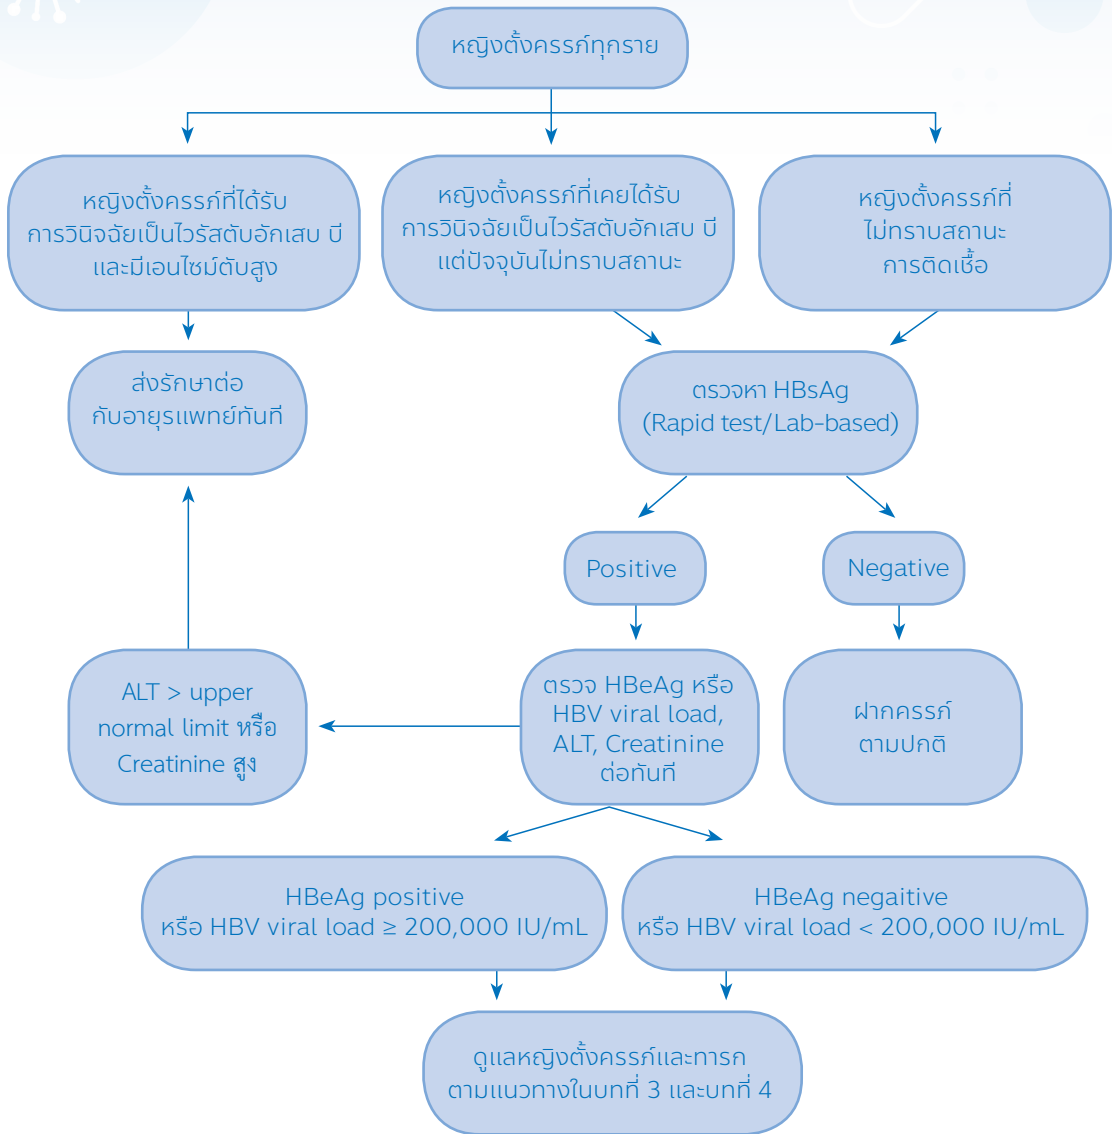 หญิงตั้งครรภ์ทุกราย
หญิงตั้งครรภ์ที่ได้รับ
การวินิจฉัยเป็นไวรัสตับอักเสบ บี
และมีเอนไซม์ตับสูง
หญิงตั้งครรภ์ที่เคยได้รับ
การวินิจฉัยเป็นไวรัสตับอักเสบ บี
แต่ปัจจุบันไม่ทราบสถานะ
หญิงตั้งครรภ์ที่
ไม่ทราบสถานะ
การติดเชื้อ
ส่งรักษาต่อ
กับอายุรแพทย์ทันที
ตรวจหา HBsAg
(Rapid test/Lab-based)
Positive
Negative
ALT > upper
normal limit หรือ
Creatinine สูง
ตรวจ HBeAg หรือ
HBV viral load,
ALT, Creatinine
ต่อทันที
ฝากครรภ์
ตามปกติ
HBeAg positive
หรือ HBV viral load ≥ 200,000 IU/mL
HBeAg negaitive
หรือ HBV viral load < 200,000 IU/mL
ดูแลหญิงตั้งครรภ์และทารก
ตามแนวทางในบทที่ 3 และบทที่ 4